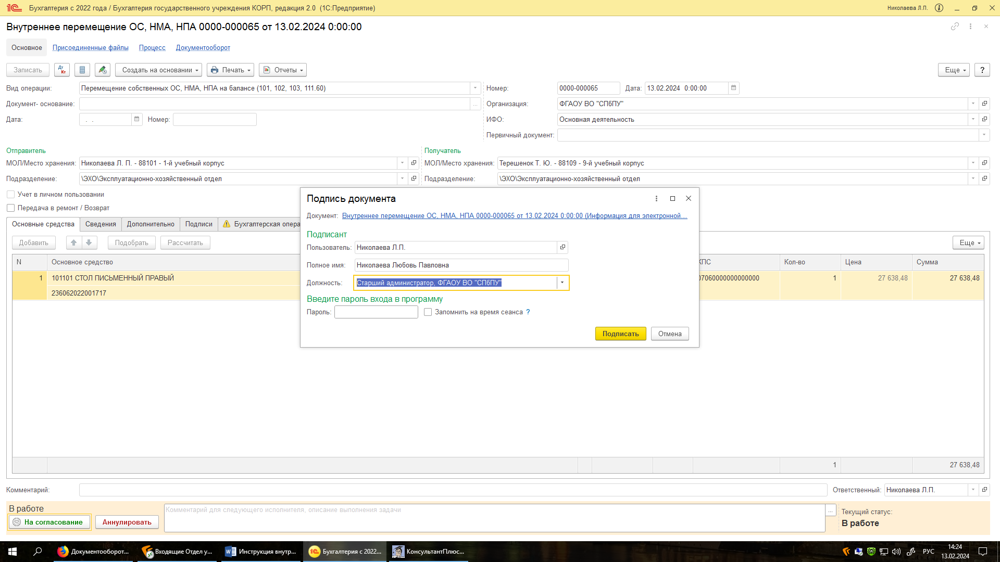 Бухгалтерия с 2022 года / Бухгалтерия государственного учреждения КОРП, редакция 2.0 (1С:Предприятие)
Николаева Л.П.
Внутреннее перемещение ОС, НМА, НПА 0000-000065 от 13.02.2024 0:00:00
Основное Присоединенные файлы Процесс Документооборот
Записать Дт Кт Создать на основании Печать Отчеты Еще ?
Вид операции: Перемещение собственных ОС, НМА, НПА на балансе (101, 102, 103, 111.60) Номер: 0000-000065 Дата: 13.02.2024 0:00:00
Документ- основание: ... Организация: ФГАОУ ВО "СПбПУ"
Дата: . . Номер: ИФО: Основная деятельность
Первичный документ:
Отправитель Получатель
МОЛ/Место хранения: Николаева Л. П. - 88101 - 1-й учебный корпус МОЛ/Место хранения: Терешенок Т. Ю. - 88109 - 9-й учебный корпус
Подразделение: \ЭХО\Эксплуатационно-хозяйственный отдел Подразделение: \ЭХО\Эксплуатационно-хозяйственный отдел
Учет в личном пользовании
Передача в ремонт / Возврат
Основные средства Сведения Дополнительно Подписи Бухгалтерская опера
Добавить Подобрать Рассчитать Еще
N Основное средство КПС Кол-во Цена Сумма
1 101101 СТОЛ ПИСЬМЕННЫЙ ПРАВЫЙ 07060000000000000 1 27 638,48 27 638,48
236062022001717
Подпись документа
Документ: Внутреннее перемещение ОС, НМА, НПА 0000-000065 от 13.02.2024 0:00:00 (Информация для электронной...
Подписант
Пользователь: Николаева Л.П.
Полное имя: Николаева Любовь Павловна
Должность: Старший администратор, ФГАОУ ВО "СПбПУ"
Введите пароль входа в программу
Пароль: Запомнить на время сеанса ?
Подписать Отмена
1 27 638,48
Комментарий: Ответственный: Николаева Л.П.
В работе
Комментарий для следующего исполнителя, описание выполнения задачи ...
На согласование Аннулировать
Текущий статус:
В работе
Документооборот... Входящие Отдел у... Инструкция внутр... Бухгалтерия с 2022... КонсультантПлюс... РУС 14:24
13.02.2024